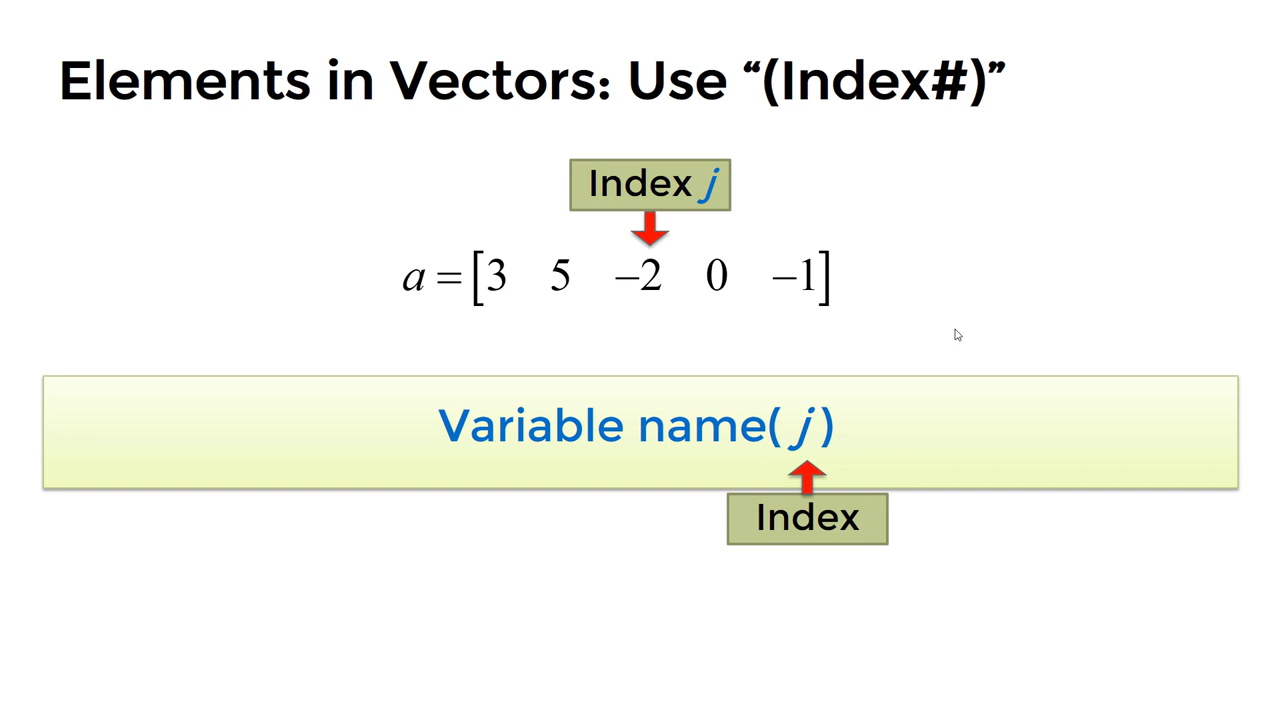 Elements in Vectors: Use “(Index#)”
Index j
a = [3 5 −2 0 −1]
Variable name( j )
Index